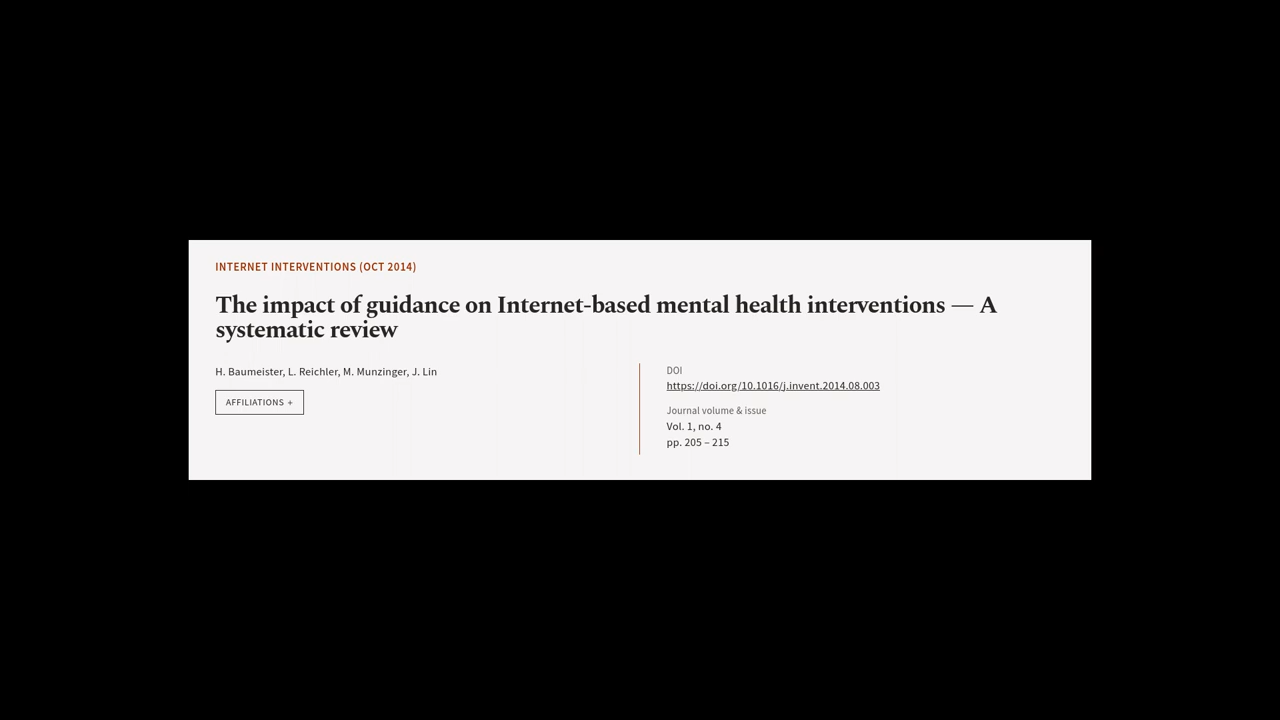 INTERNET INTERVENTIONS (OCT 2014)
The impact of guidance on Internet-based mental health interventions — A
systematic review
H. Baumeister, L. Reichler, M. Munzinger, J. Lin
AFFILIATIONS +
DOI
https://doi.org/10.1016/j.invent.2014.08.003
Journal volume & issue
Vol. 1, no. 4
pp. 205 – 215